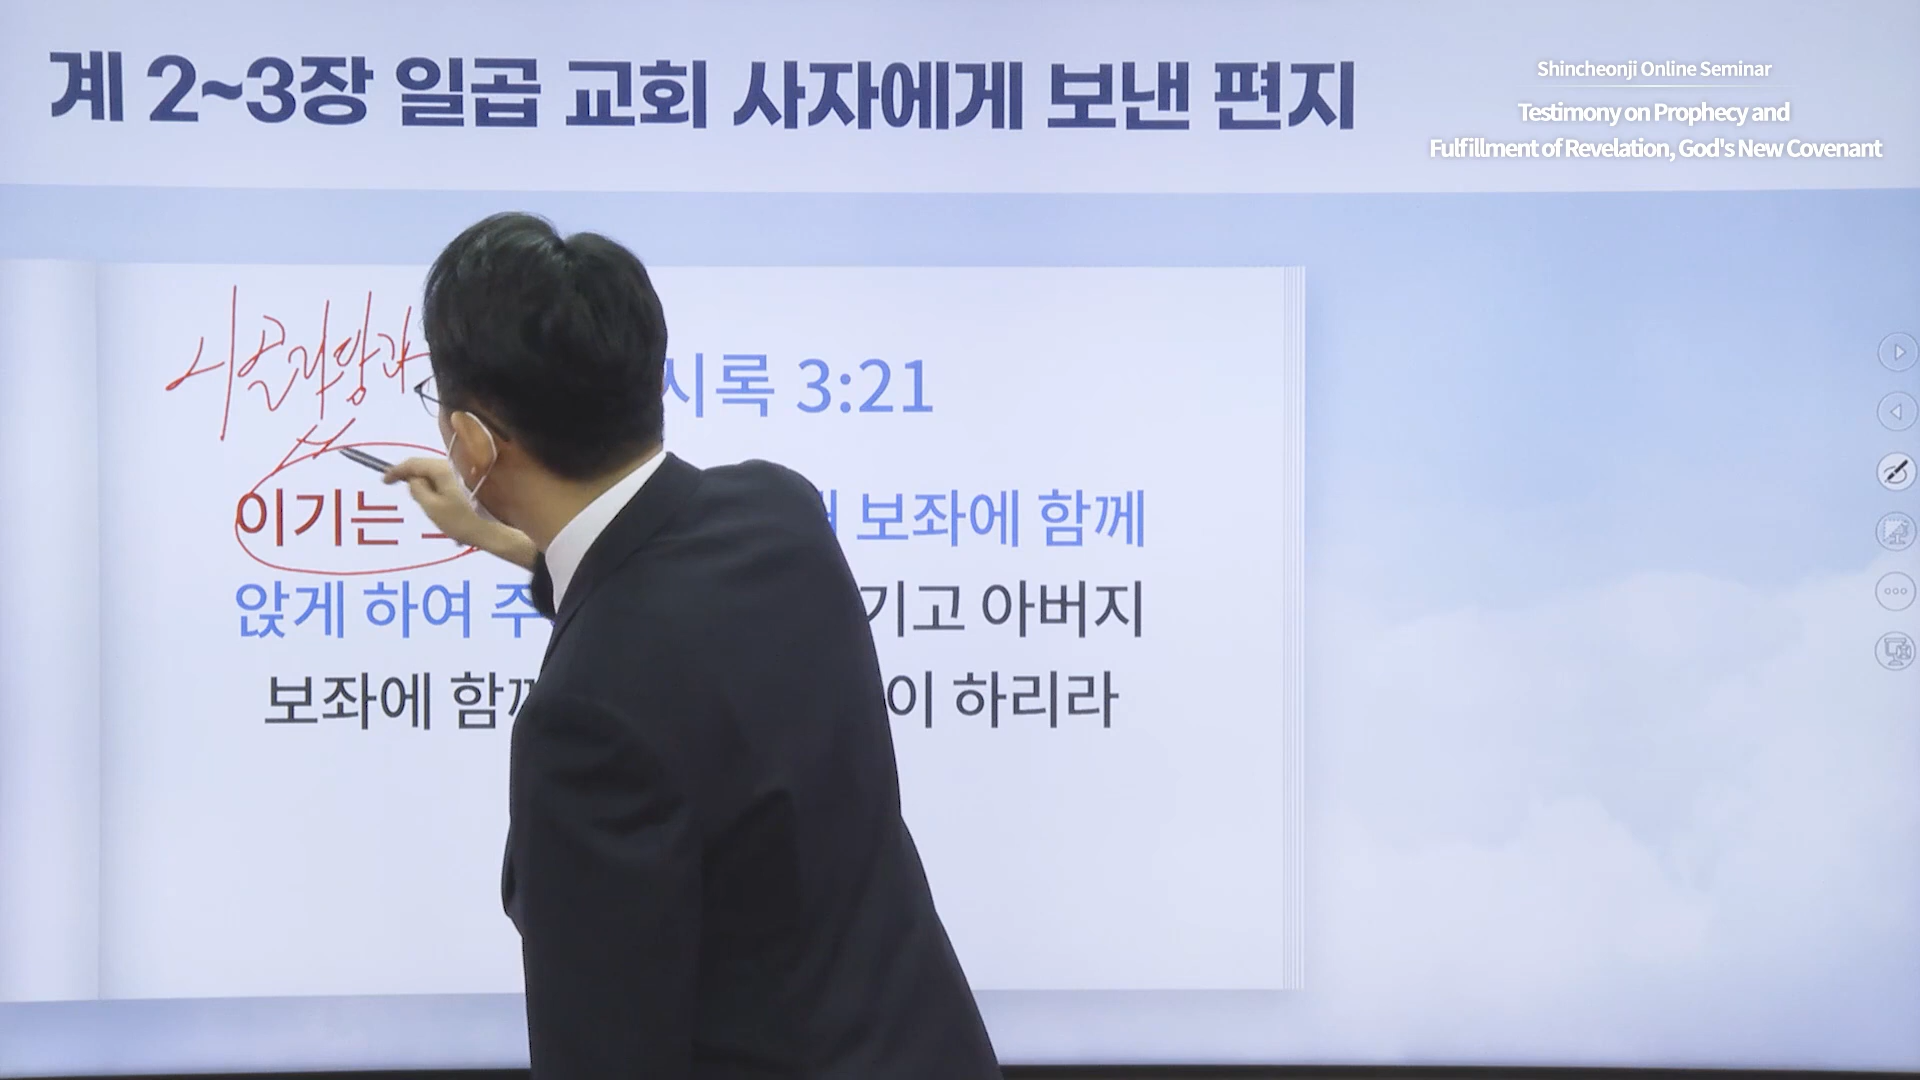 계 2~3장 일곱 교회 사자에게 보낸 편지
Shincheonji Online Seminar
Testimony on Prophecy and
Fulfillment of Revelation, God's New Covenant
시록 3:21
이기는 보좌에 함께
앉게 하여 주 기고 아버지
보좌에 함께 이 하리라